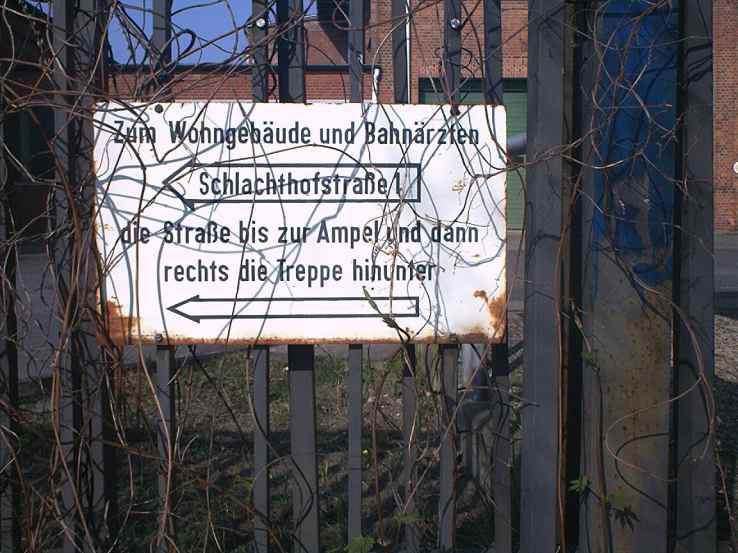 Zum Wohngebäude und Bahnärzten
Schlachthofstraße 1
die Straße bis zur Ampel und dann
rechts die Treppe hinunter